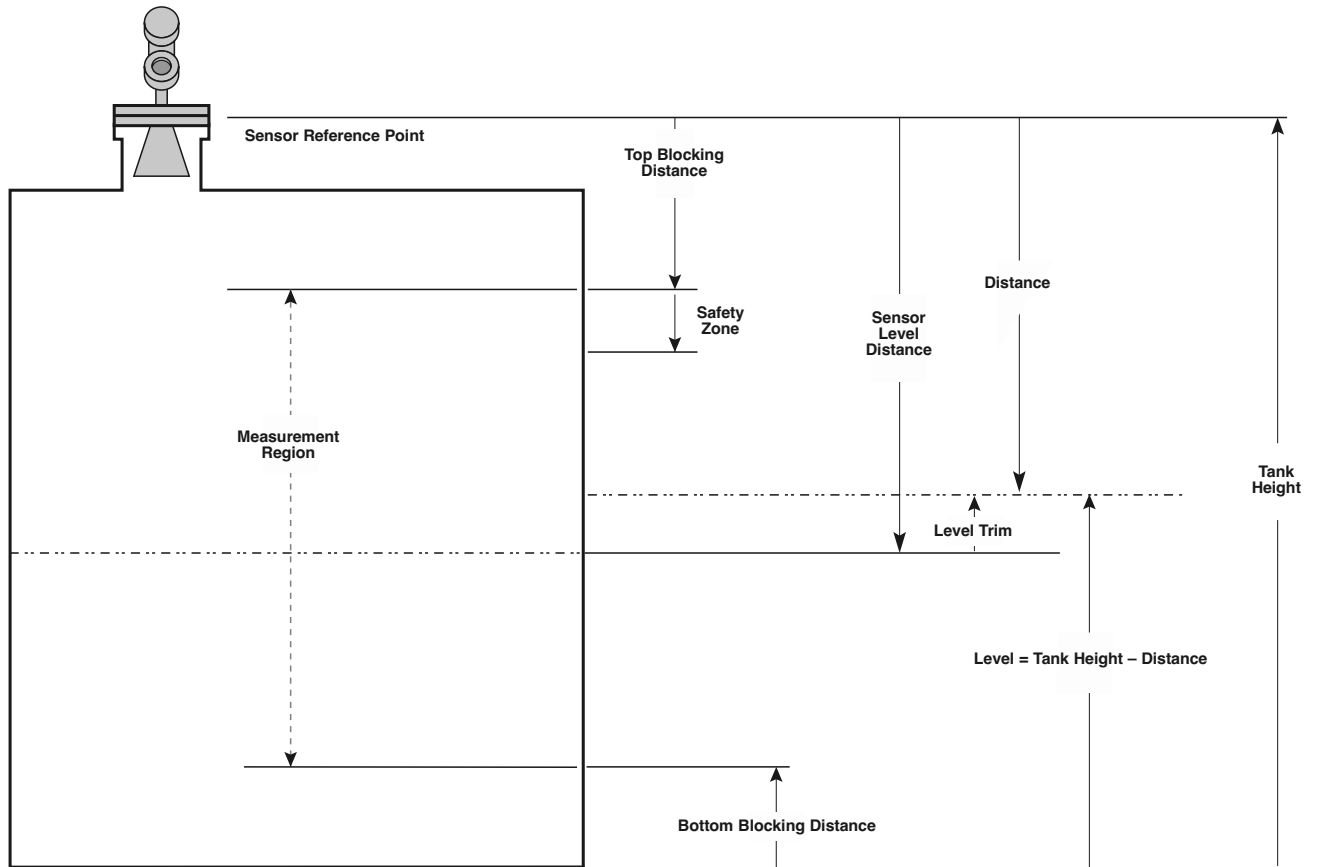 Sensor Reference Point
Top Blocking
Distance
Distance
Safety
Zone
Sensor
Level
Distance
Measurement
Region
Tank
Height
Level Trim
Level = Tank Height – Distance
Bottom Blocking Distance